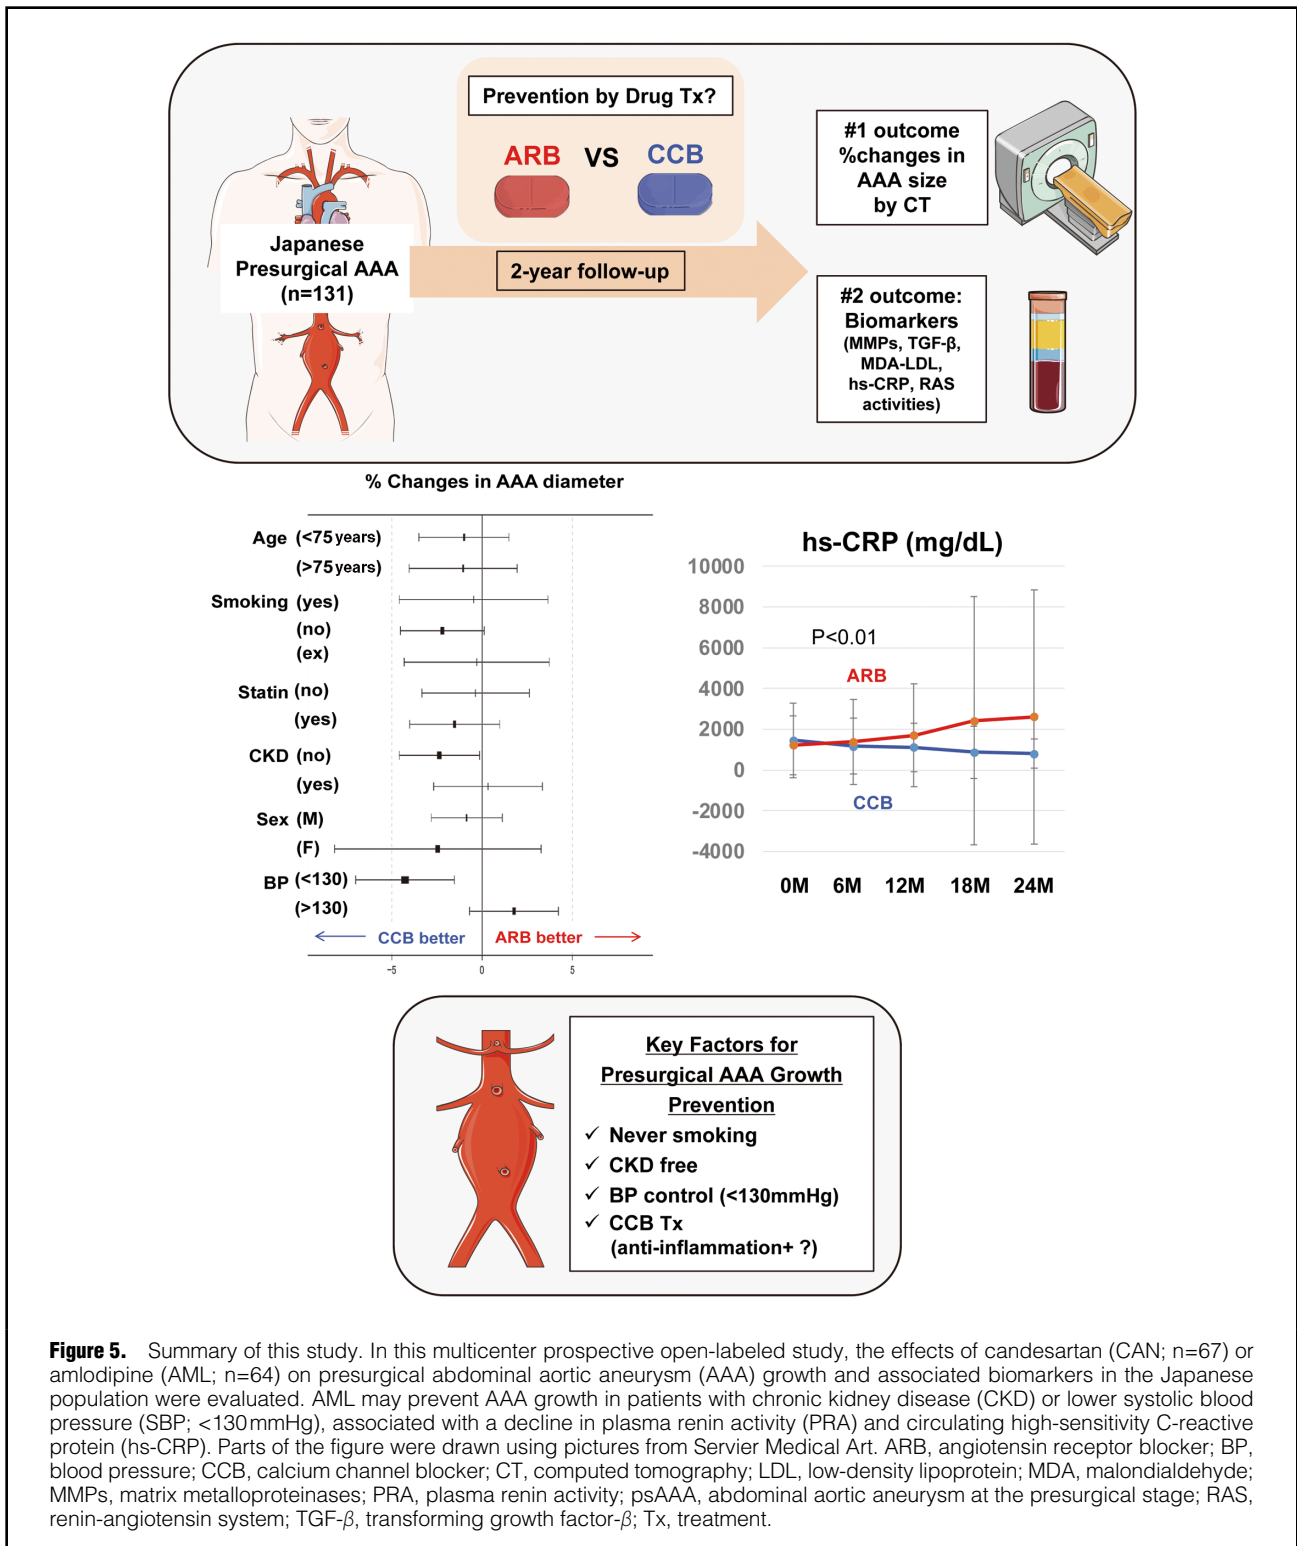 Prevention by Drug Tx?
ARB VS CCB
Japanese
Presurgical AAA
(n=131)
2-year follow-up
#1 outcome
%changes in
AAA size
by CT
#2 outcome:
Biomarkers
(MMPs, TGF-β,
MDA-LDL,
hs-CRP, RAS
activities)
% Changes in AAA diameter
Age (<75 years)
(>75 years)
Smoking (yes)
(no)
(ex)
Statin (no)
(yes)
CKD (no)
(yes)
Sex (M)
(F)
BP (<130)
(>130)
CCB better ARB better
−5 0 5
hs-CRP (mg/dL)
10000
8000
6000
4000
2000
0
-2000
-4000
P<0.01
ARB
CCB
0M 6M 12M 18M 24M
Key Factors for
Presurgical AAA Growth
Prevention
✓ Never smoking
✓ CKD free
✓ BP control (<130mmHg)
✓ CCB Tx
(anti-inflammation+ ?)
Figure 5. Summary of this study. In this multicenter prospective open-labeled study, the effects of candesartan (CAN; n=67) or
amlodipine (AML; n=64) on presurgical abdominal aortic aneurysm (AAA) growth and associated biomarkers in the Japanese
population were evaluated. AML may prevent AAA growth in patients with chronic kidney disease (CKD) or lower systolic blood
pressure (SBP; <130mmHg), associated with a decline in plasma renin activity (PRA) and circulating high-sensitivity C-reactive
protein (hs-CRP). Parts of the figure were drawn using pictures from Servier Medical Art. ARB, angiotensin receptor blocker; BP,
blood pressure; CCB, calcium channel blocker; CT, computed tomography; LDL, low-density lipoprotein; MDA, malondialdehyde;
MMPs, matrix metalloproteinases; PRA, plasma renin activity; psAAA, abdominal aortic aneurysm at the presurgical stage; RAS,
renin-angiotensin system; TGF-β, transforming growth factor-β; Tx, treatment.